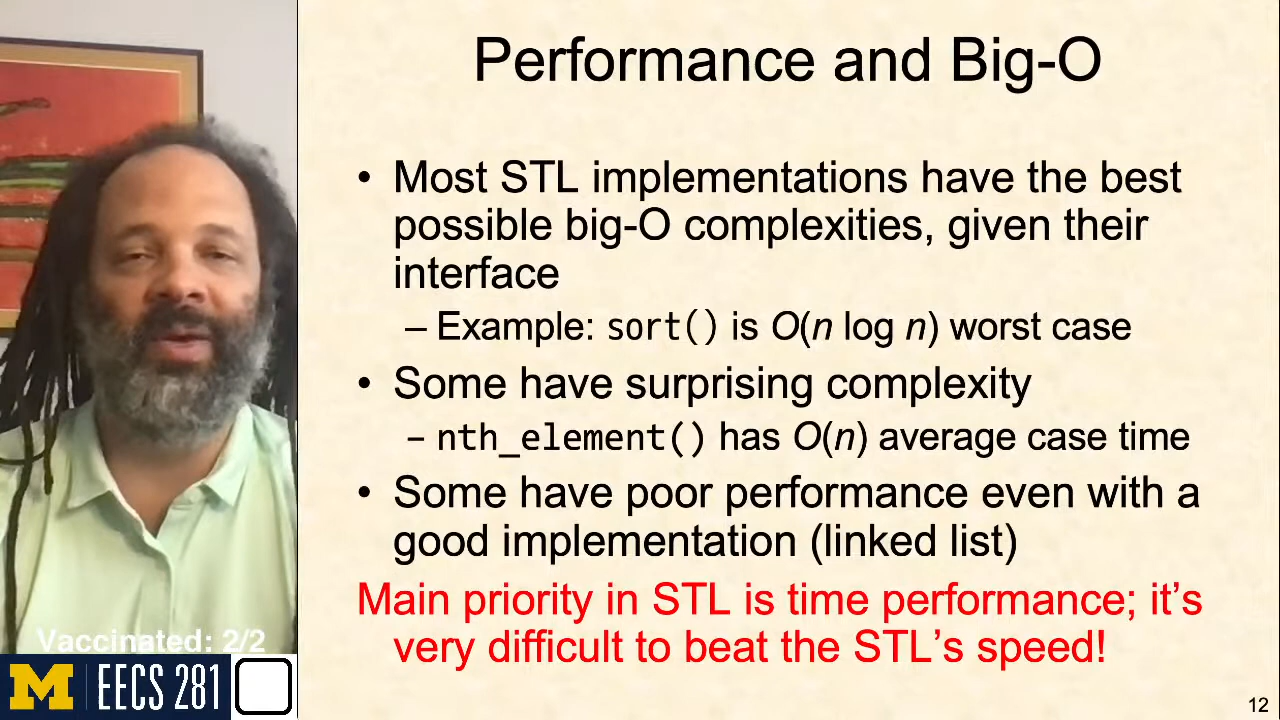 Performance and Big-O
• Most STL implementations have the best
possible big-O complexities, given their
interface
– Example: sort() is O(n log n) worst case
• Some have surprising complexity
– nth_element() has O(n) average case time
• Some have poor performance even with a
good implementation (linked list)
Main priority in STL is time performance; it's
very difficult to beat the STL's speed!
Vaccinated: 2/2
M EECS 281
12